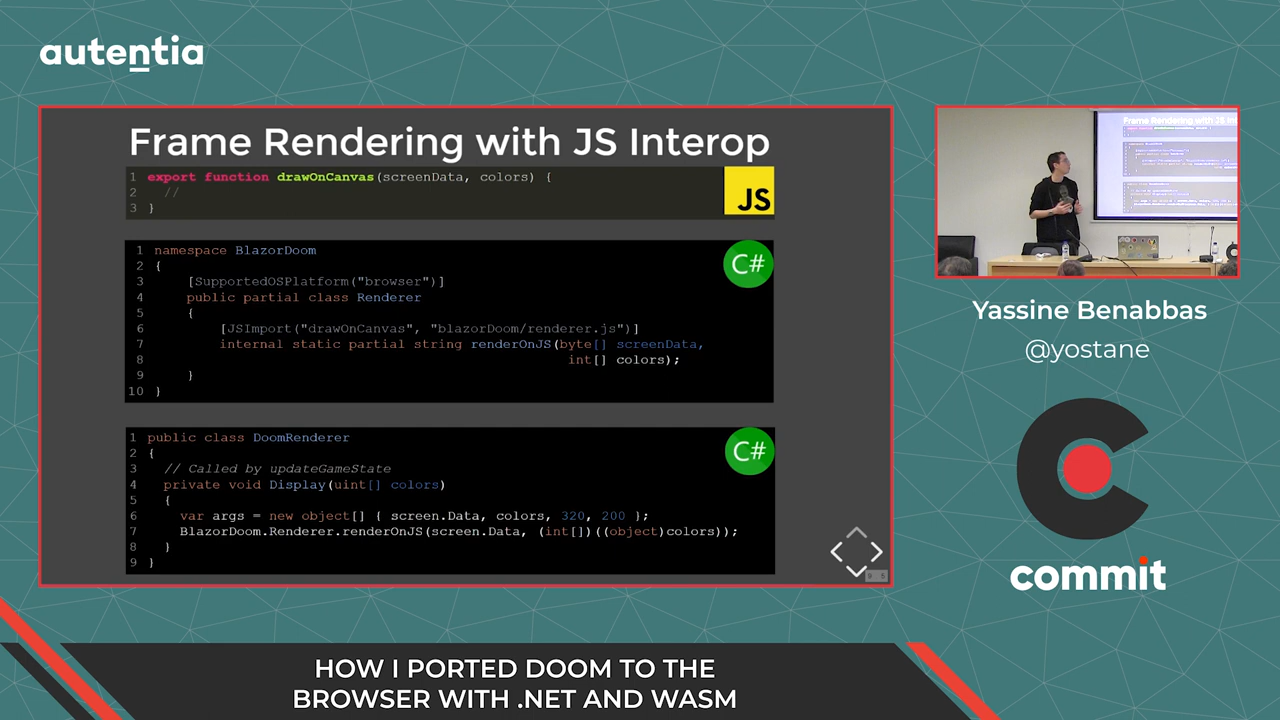 autentia
Frame Rendering with JS Interop
1 export function drawOnCanvas(screenData, colors) {
2 //
3 }
JS
1 namespace BlazorDoom
2 {
3 [SupportedOSPlatform("browser")]
4 public partial class Renderer
5 {
6 [JSImport("drawOnCanvas", "blazorDoom/renderer.js")]
7 internal static partial string renderOnJS(byte[] screenData,
8 int[] colors);
9 }
10 }
C#
1 public class DoomRenderer
2 {
3 // Called by updateGameState
4 private void Display(uint[] colors)
5 {
6 var args = new object[] { screen.Data, colors, 320, 200 };
7 BlazorDoom.Renderer.renderOnJS(screen.Data, (int[])((object)colors));
8 }
9 }
C#
Frame Rendering with JS Inte
Yassine Benabbas
@yostane
commit
HOW I PORTED DOOM TO THE
BROWSER WITH .NET AND WASM